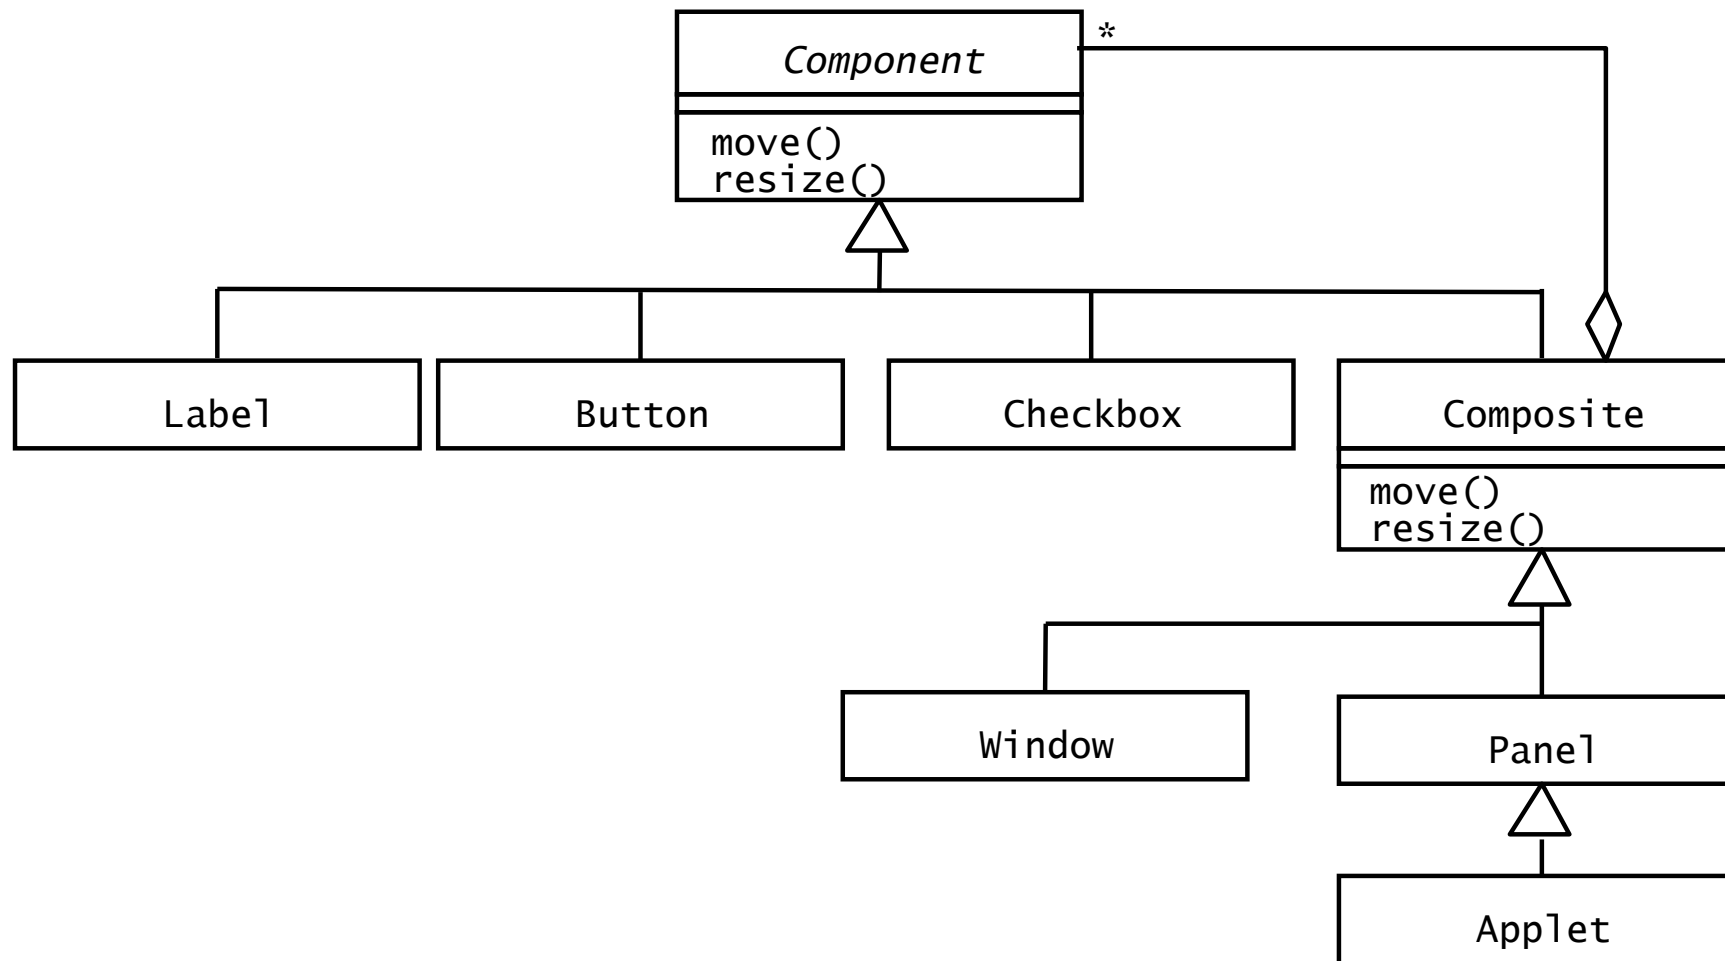 Component
*
move()
resize()
Label
Button
Checkbox
Composite
move()
resize()
Window
Panel
Applet